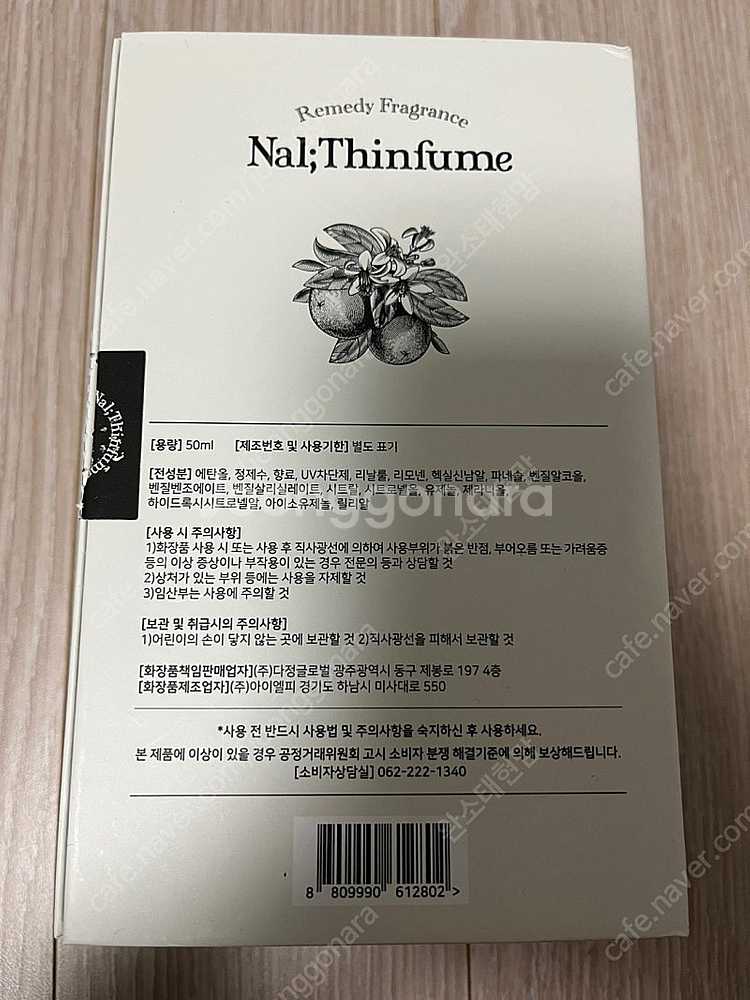 Remedy Fragrance
Nal;Thinfume
Nal;Thinfume
[용량] 50ml [제조번호 및 사용기한] 별도 표기
[전성분] 에탄올, 정제수, 향료, UV차단제, 리날룰, 리모넨, 헥실신남알, 파네솔, 벤질알코올,
벤질벤조에이트, 벤질살리실레이트, 시트랄, 시트로넬올, 유제놀, 제라니올,
하이드록시시트로넬알, 아이소유제놀, 릴리알
[사용 시 주의사항]
1)화장품 사용 시 또는 사용 후 직사광선에 의하여 사용부위가 붉은 반점, 부어오름 또는 가려움증
등의 이상 증상이나 부작용이 있는 경우 전문의 등과 상담할 것
2)상처가 있는 부위 등에는 사용을 자제할 것
3)임산부는 사용에 주의할 것
[보관 및 취급시의 주의사항]
1)어린이의 손이 닿지 않는 곳에 보관할 것 2)직사광선을 피해서 보관할 것
[화장품책임판매업자](주)다정글로벌 광주광역시 동구 제봉로 197 4층
[화장품제조업자](주)아이엘피 경기도 하남시 미사대로 550
*사용 전 반드시 사용법 및 주의사항을 숙지하신 후 사용하세요.
본 제품에 이상이 있을 경우 공정거래위원회 고시 소비자 분쟁 해결기준에 의해 보상해드립니다.
[소비자상담실] 062-222-1340
8 809990 612802 >
joonggonara
cafe.naver.com
안소태현맘